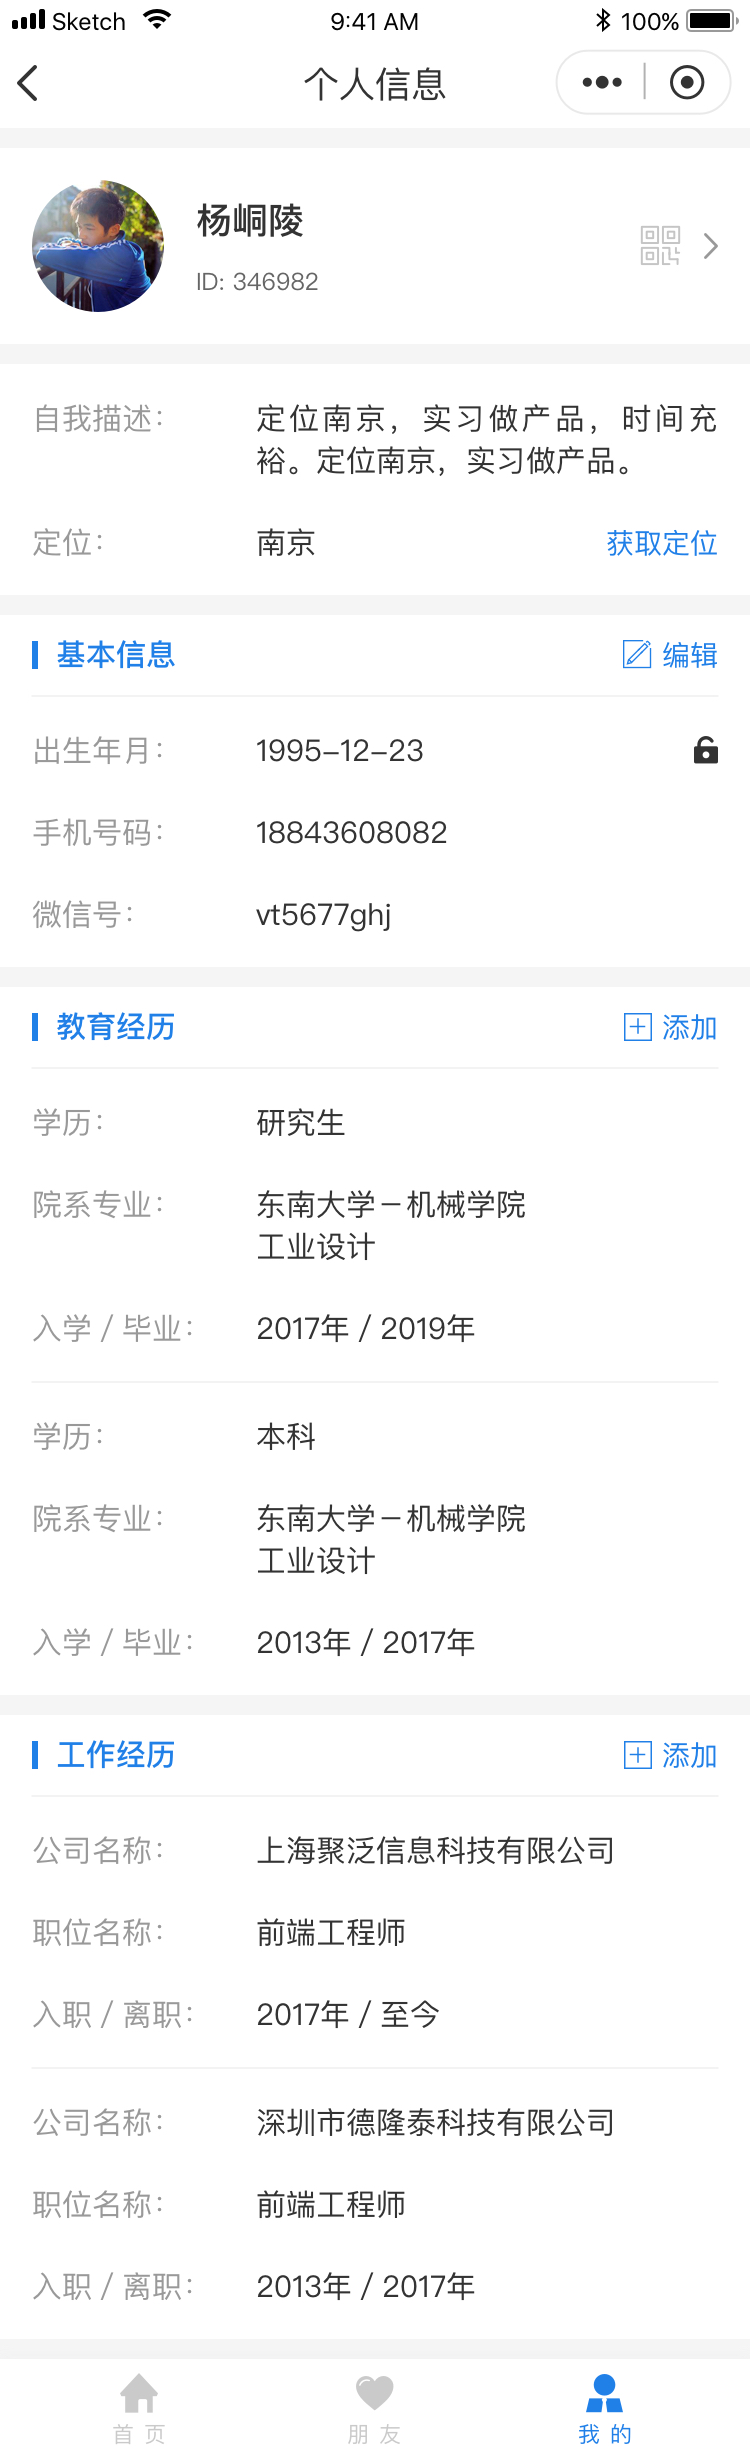 Sketch 9:41 AM 100%
个人信息
杨峒陵
ID: 346982
自我描述: 定位南京，实习做产品，时间充
裕。定位南京，实习做产品。
定位: 南京 获取定位
基本信息 编辑
出生年月: 1995-12-23
手机号码: 18843608082
微信号: vt5677ghj
教育经历 添加
学历: 研究生
院系专业: 东南大学－机械学院
工业设计
入学 / 毕业: 2017年 / 2019年
学历: 本科
院系专业: 东南大学－机械学院
工业设计
入学 / 毕业: 2013年 / 2017年
工作经历 添加
公司名称: 上海聚泛信息科技有限公司
职位名称: 前端工程师
入职 / 离职: 2017年 / 至今
公司名称: 深圳市德隆泰科技有限公司
职位名称: 前端工程师
入职 / 离职: 2013年 / 2017年
首页 朋友 我的